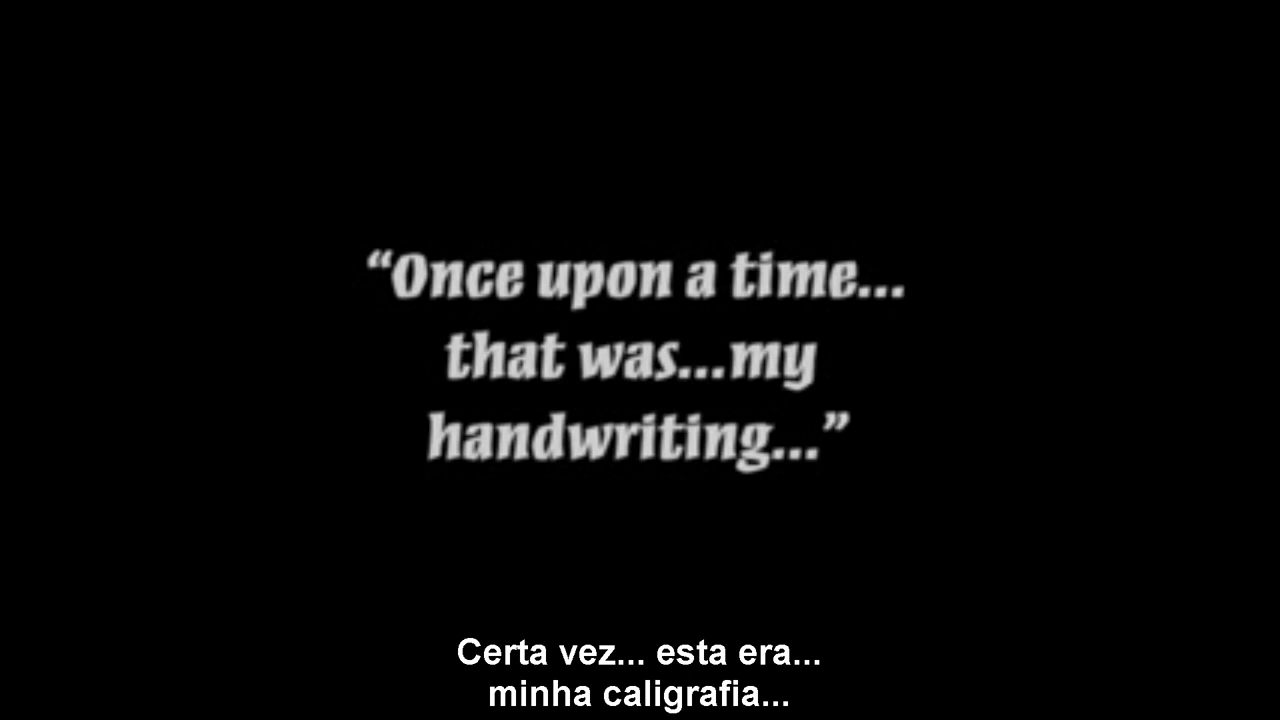 “Once upon a time...
that was...my
handwriting...”
Certa vez... esta era...
minha caligrafia...